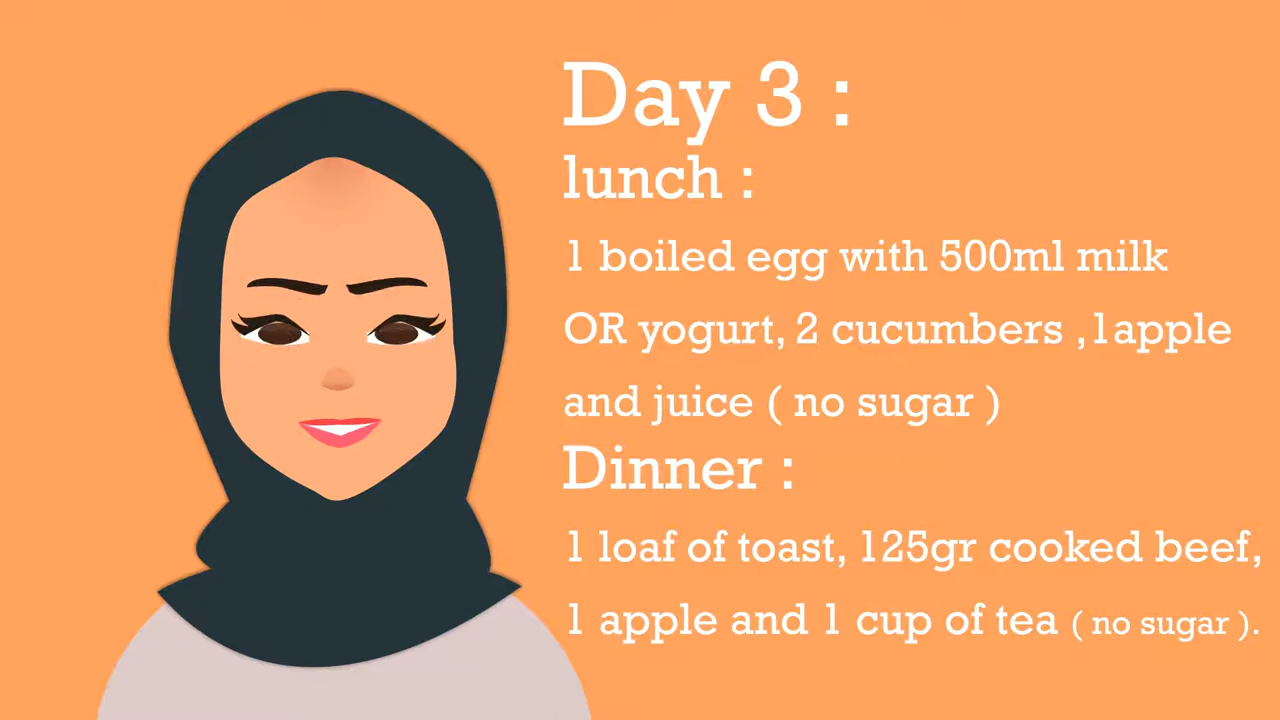 Day 3 :
lunch :
1 boiled egg with 500ml milk
OR yogurt, 2 cucumbers ,1apple
and juice ( no sugar )
Dinner :
1 loaf of toast, 125gr cooked beef,
1 apple and 1 cup of tea ( no sugar ).